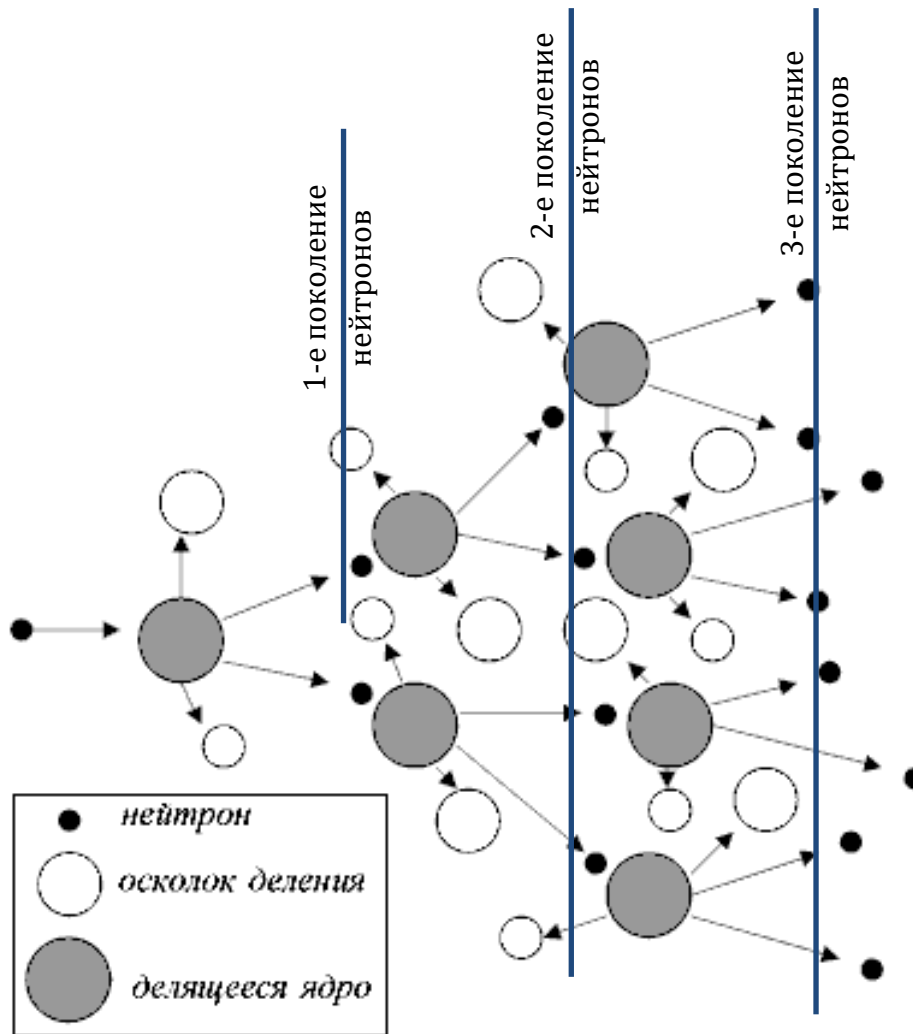 1-е поколение
нейтронов
2-е поколение
нейтронов
3-е поколение
нейтронов
нейтрон
осколок деления
делящееся ядро